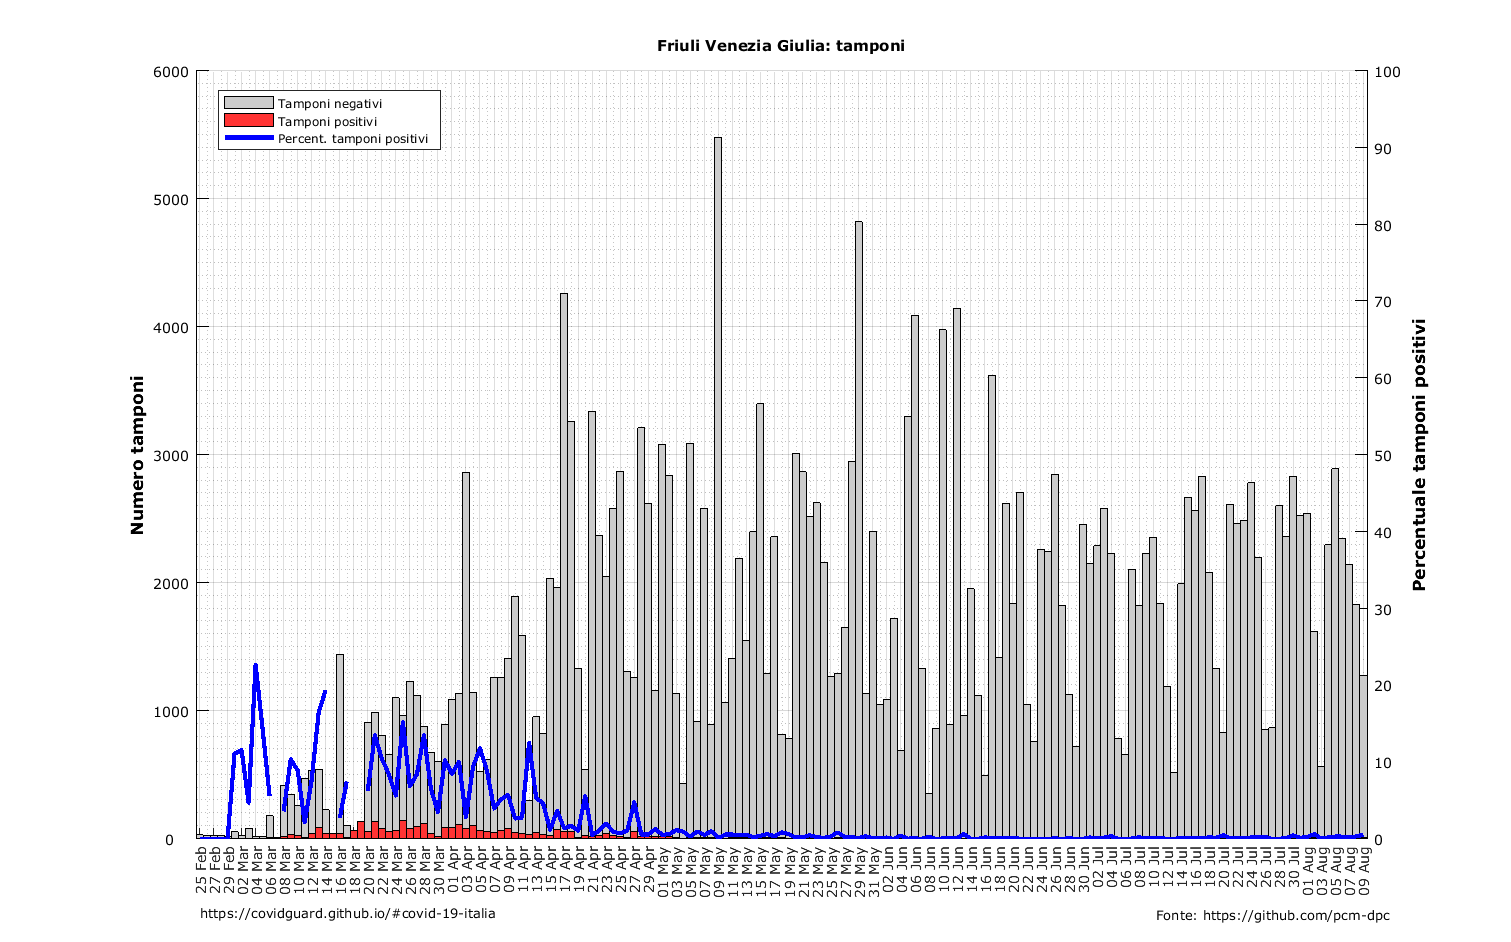 Friuli Venezia Giulia: tamponi
Tamponi negativi
Tamponi positivi
Percent. tamponi positivi
Numero tamponi
6000
5000
4000
3000
2000
1000
0
Percentuale tamponi positivi
100
90
80
70
60
50
40
30
20
10
0
25 Feb
27 Feb
29 Feb
02 Mar
04 Mar
06 Mar
08 Mar
10 Mar
12 Mar
14 Mar
16 Mar
18 Mar
20 Mar
22 Mar
24 Mar
26 Mar
28 Mar
30 Mar
01 Apr
03 Apr
05 Apr
07 Apr
09 Apr
11 Apr
13 Apr
15 Apr
17 Apr
19 Apr
21 Apr
23 Apr
25 Apr
27 Apr
29 Apr
01 May
03 May
05 May
07 May
09 May
11 May
13 May
15 May
17 May
19 May
21 May
23 May
25 May
27 May
29 May
31 May
02 Jun
04 Jun
06 Jun
08 Jun
10 Jun
12 Jun
14 Jun
16 Jun
18 Jun
20 Jun
22 Jun
24 Jun
26 Jun
28 Jun
30 Jun
02 Jul
04 Jul
06 Jul
08 Jul
10 Jul
12 Jul
14 Jul
16 Jul
18 Jul
20 Jul
22 Jul
24 Jul
26 Jul
28 Jul
30 Jul
01 Aug
03 Aug
05 Aug
07 Aug
09 Aug
https://covidguard.github.io/#covid-19-italia
Fonte: https://github.com/pcm-dpc